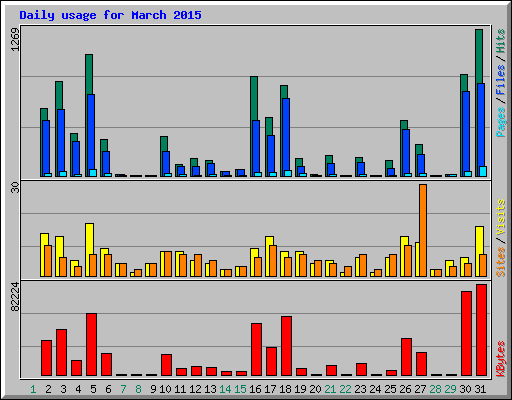 Daily usage for March 2015
1269
Pages / Files / Hits
30
Sites / Visits
82224
KBytes
1 2 3 4 5 6 7 8 9 10 11 12 13 14 15 16 17 18 19 20 21 22 23 24 25 26 27 28 29 30 31